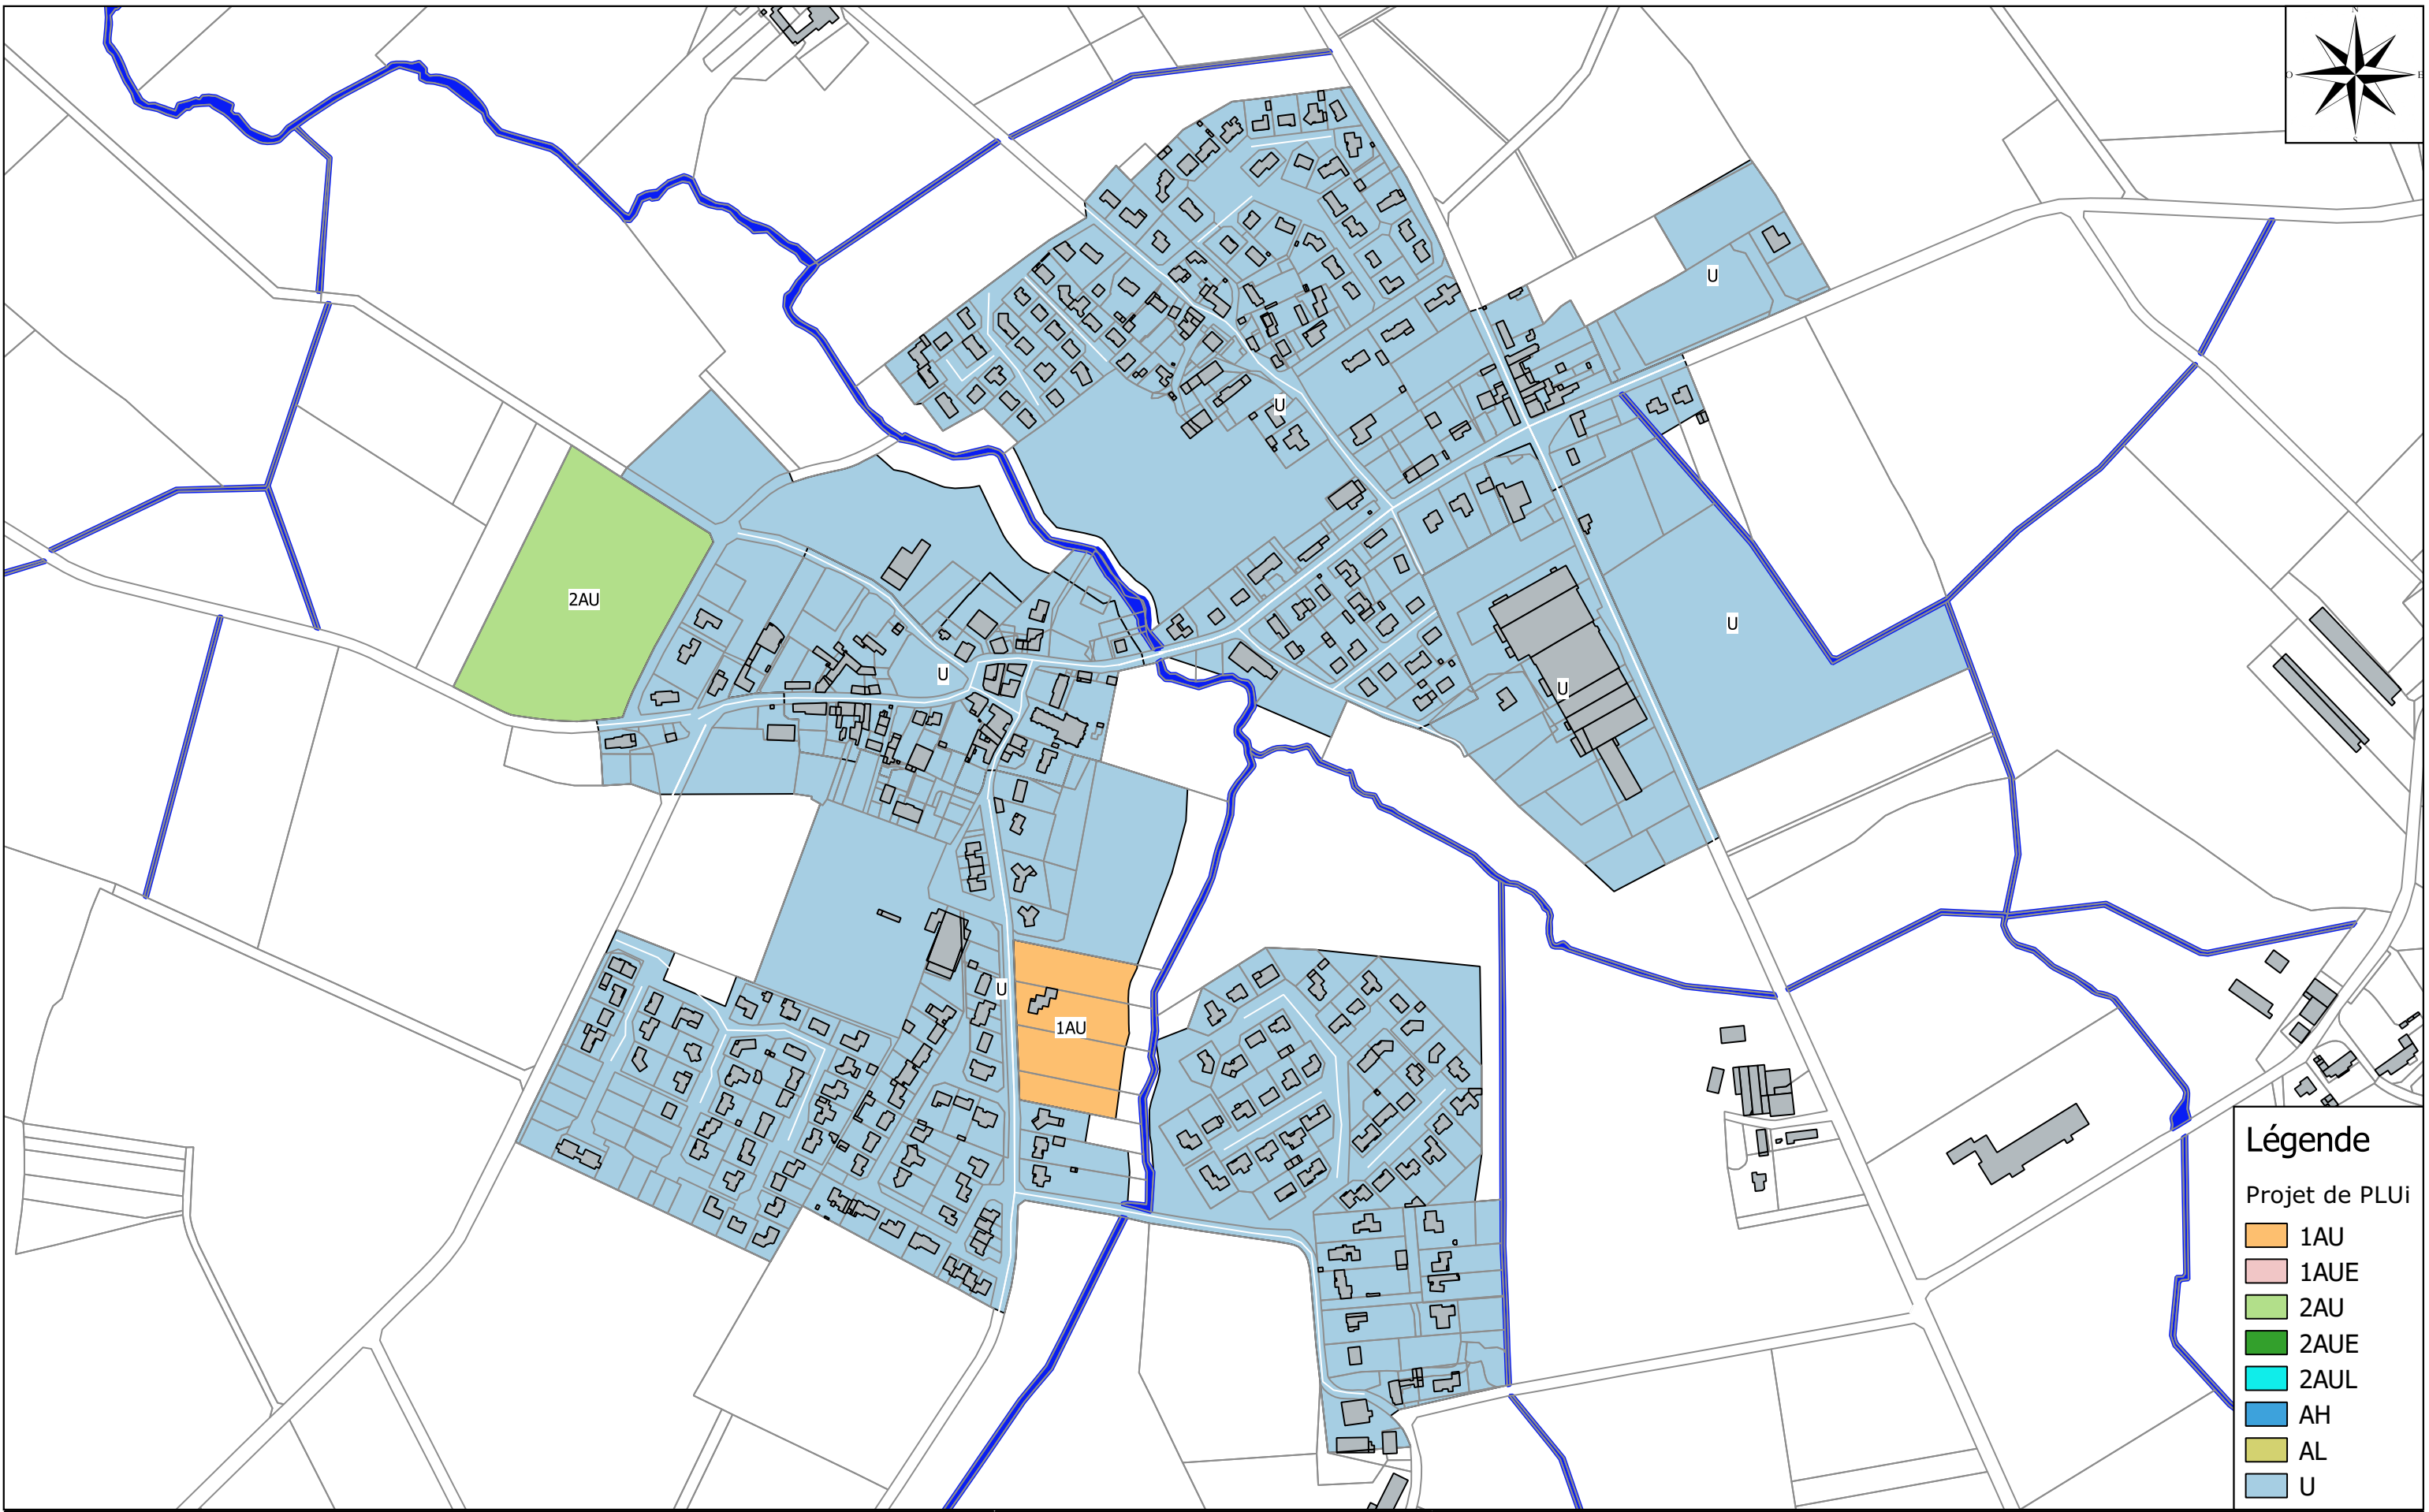 N
O
E
S
U
U
2AU
U
U
U
U
1AU
Légende
Projet de PLUi
1AU
1AUE
2AU
2AUE
2AUL
AH
AL
U